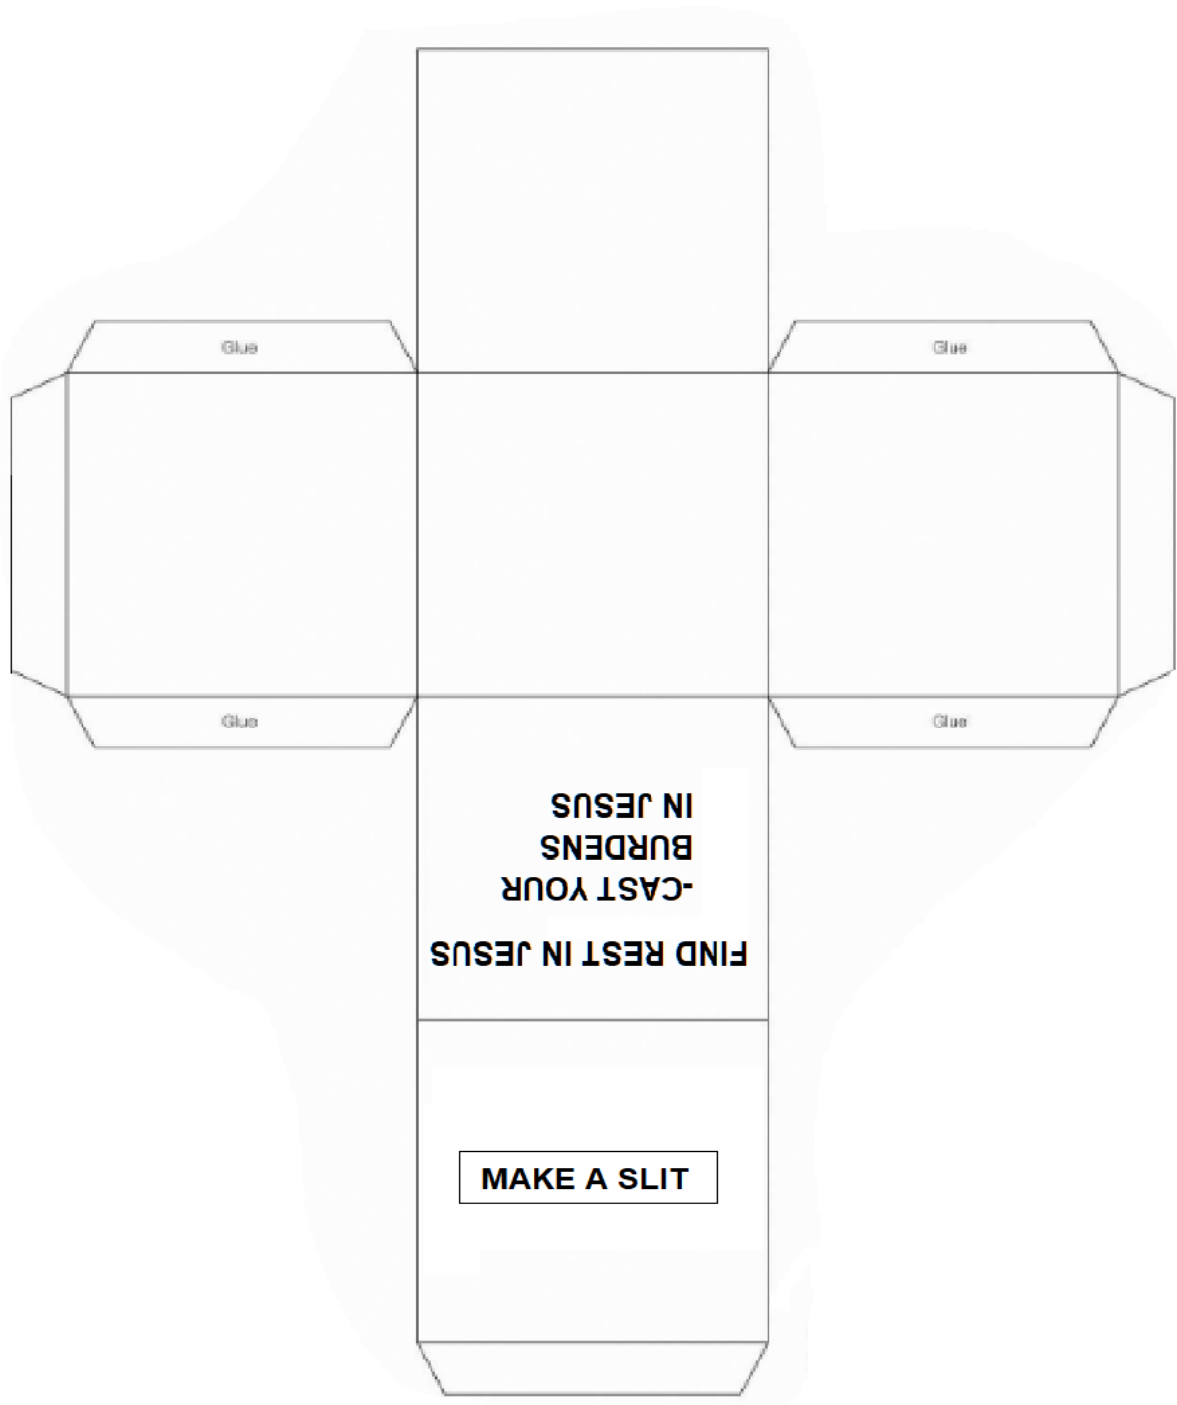 Glue
Glue
Glue
Glue
FIND REST IN JESUS
-CAST YOUR
BURDENS
IN JESUS
MAKE A SLIT